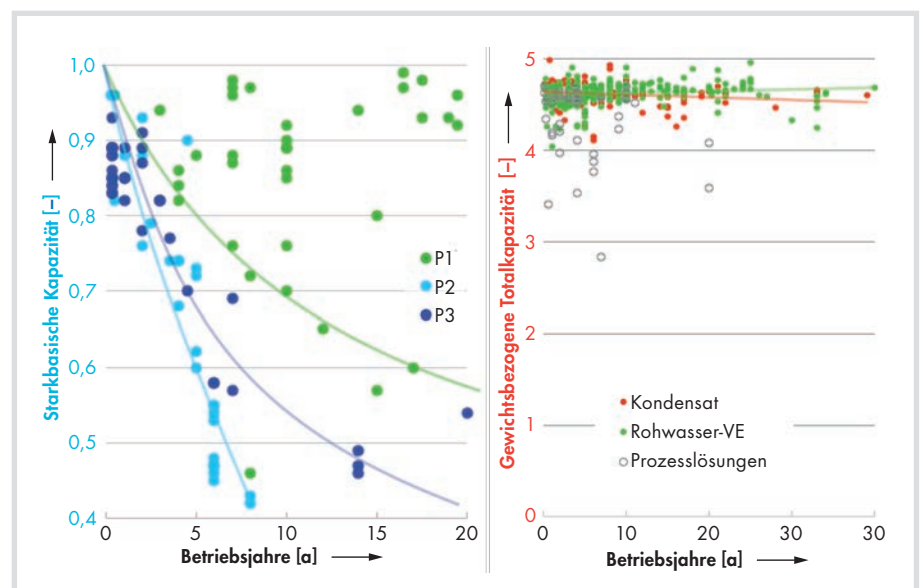 Starkbasische Kapazität [–]
1,0
0,9
0,8
0,7
0,6
0,5
0,4
0 5 10 15 20
Betriebsjahre [a]
P1
P2
P3
Gewichtsbezogene Totalkapazität [–]
5
4
3
2
1
0
0 10 20 30 30
Betriebsjahre [a]
Kondensat
Rohwasser-VE
Prozesslösungen